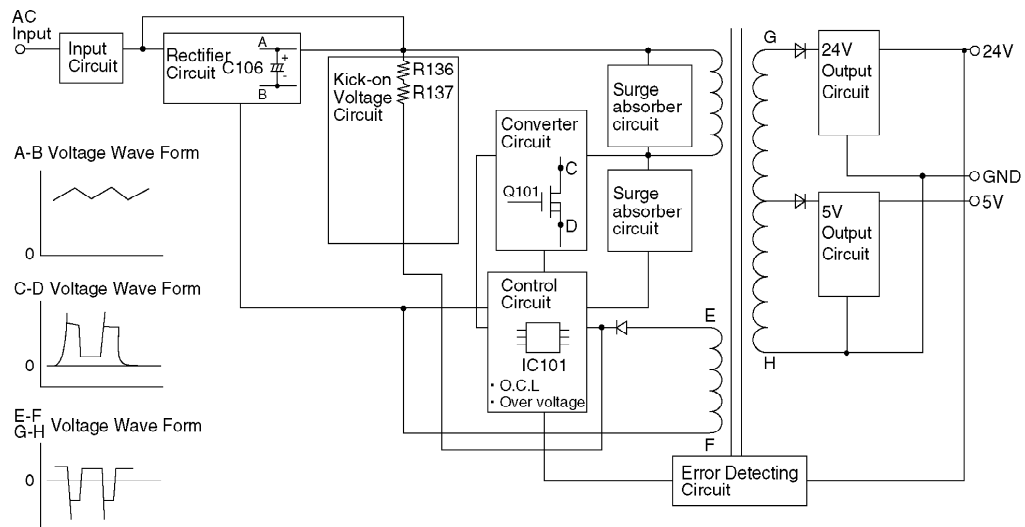 AC
Input
Input
Circuit
Rectifier
Circuit
C106
A
+
-
B
Kick-on
Voltage
Circuit
R136
R137
Converter
Circuit
C
Q101
D
Surge
absorber
circuit
Surge
absorber
circuit
Control
Circuit
IC101
· O.C.L
· Over voltage
E
F
G
H
24V
Output
Circuit
5V
Output
Circuit
24V
GND
5V
Error Detecting
Circuit
A-B Voltage Wave Form
0
C-D Voltage Wave Form
0
E-F
G-H Voltage Wave Form
0